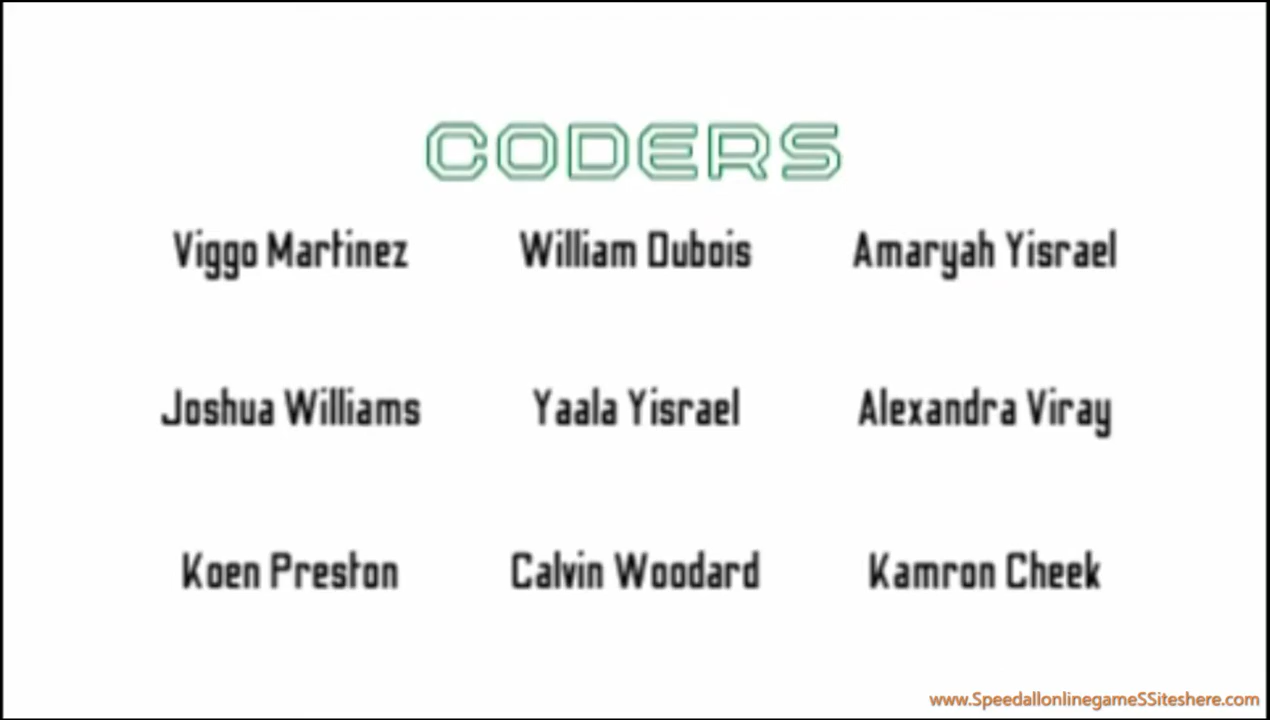 CODERS
Viggo Martinez William Dubois Amaryah Yisrael
Joshua Williams Yaala Yisrael Alexandra Viray
Koen Preston Calvin Woodard Kamron Cheek
www.SpeedallonlinegameSSiteshere.com